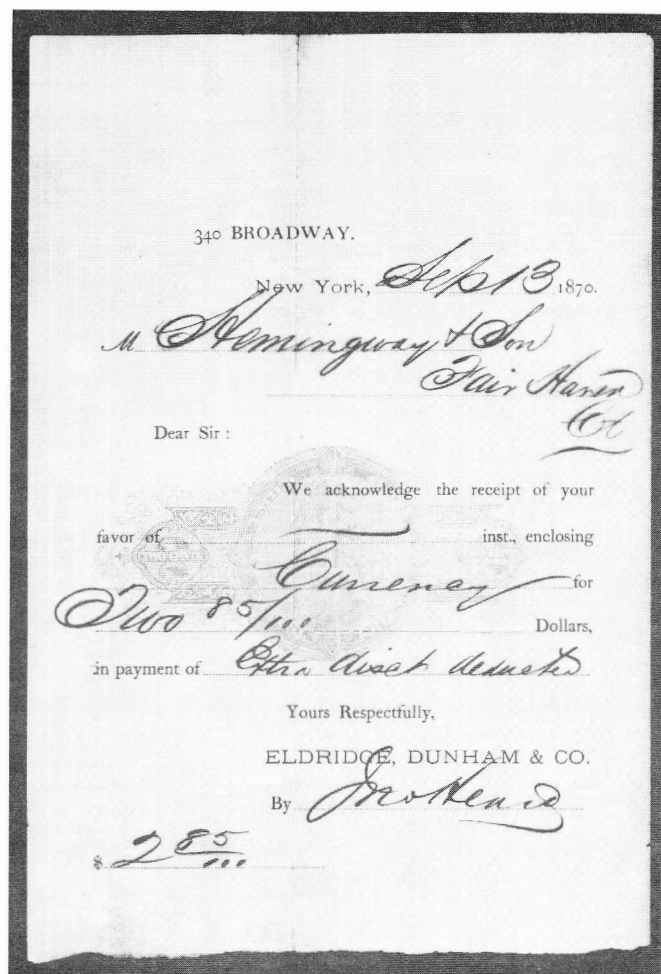 340 BROADWAY.
New York, Sep 13 1870.
M Hemingway & Son
Fair Haven
Ct
Dear Sir :
We acknowledge the receipt of your
favor of inst., enclosing
Currency for
Two 85/100 Dollars,
in payment of Extra disct deducted
Yours Respectfully,
ELDRIDGE, DUNHAM & CO.
By Jno
$ 2 85/100